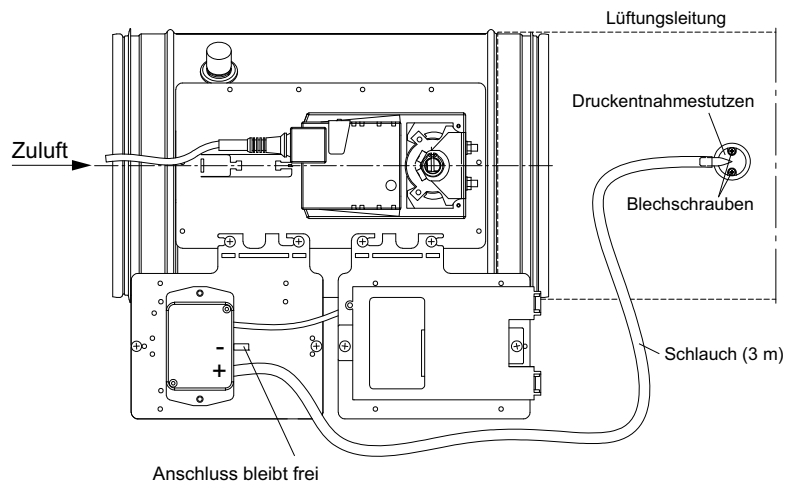 Lüftungsleitung
Druckentnahmestutzen
Zuluft
Blechschrauben
-
+
Schlauch (3 m)
Anschluss bleibt frei